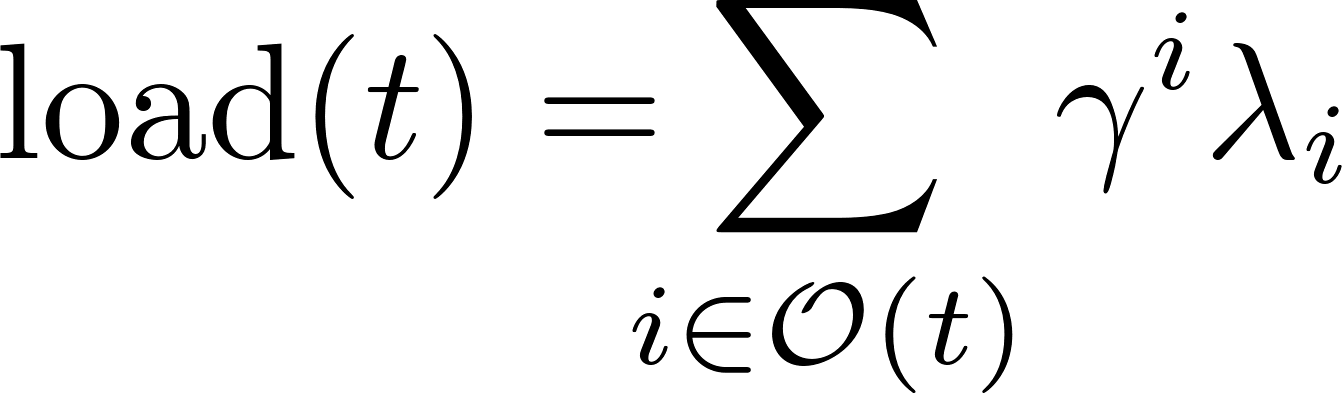 load(t) = ∑_{i∈𝒪(t)} γ^i λ_i